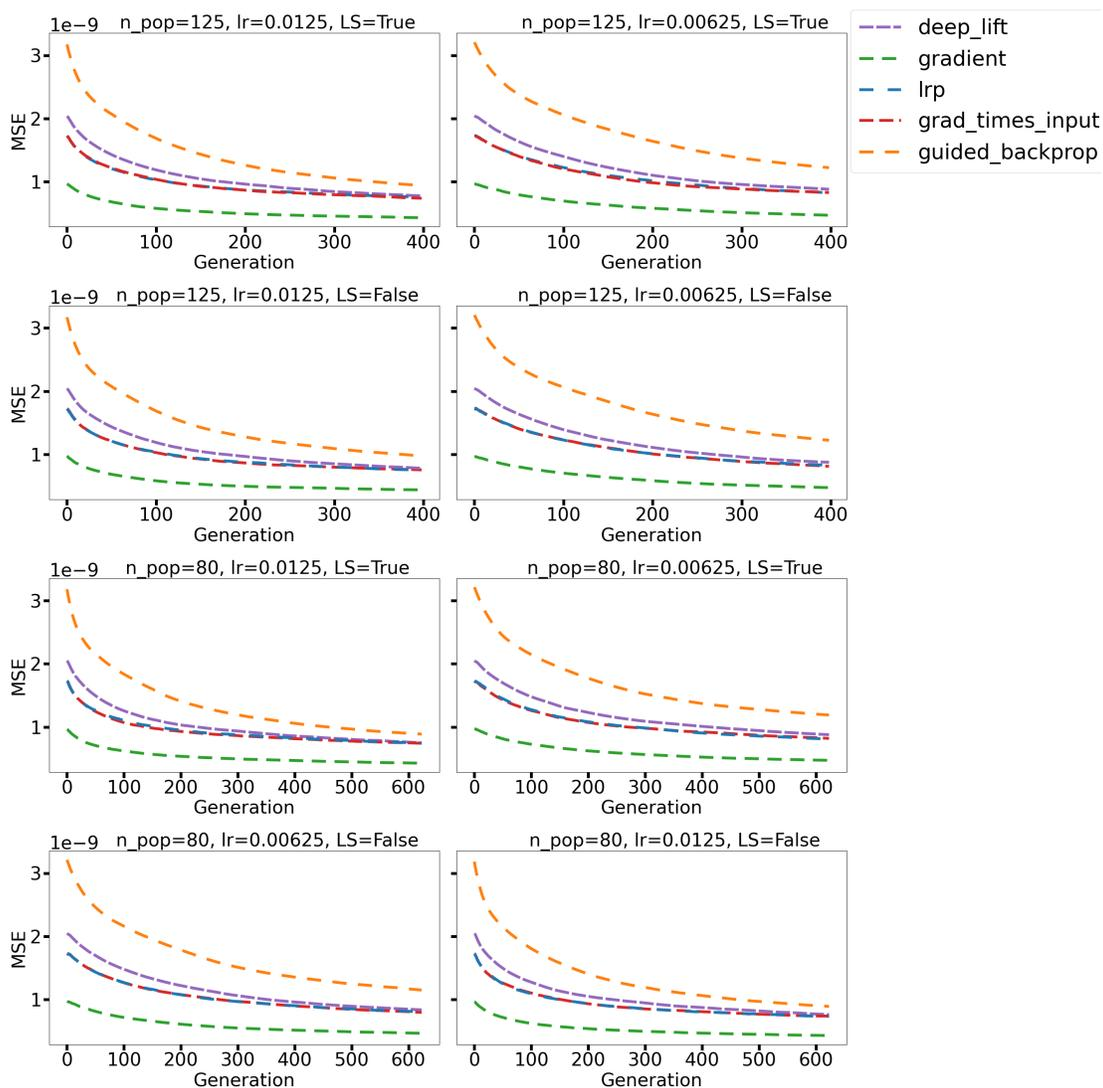 1e−9 n_pop=125, lr=0.0125, LS=True
n_pop=125, lr=0.00625, LS=True
deep_lift
gradient
lrp
grad_times_input
guided_backprop
3
2
1
MSE
0 100 200 300 400
Generation
0 100 200 300 400
Generation
1e−9 n_pop=125, lr=0.0125, LS=False
n_pop=125, lr=0.00625, LS=False
3
2
1
MSE
0 100 200 300 400
Generation
0 100 200 300 400
Generation
1e−9 n_pop=80, lr=0.0125, LS=True
n_pop=80, lr=0.00625, LS=True
3
2
1
MSE
0 100 200 300 400 500 600
Generation
0 100 200 300 400 500 600
Generation
1e−9 n_pop=80, lr=0.00625, LS=False
n_pop=80, lr=0.0125, LS=False
3
2
1
MSE
0 100 200 300 400 500 600
Generation
0 100 200 300 400 500 600
Generation